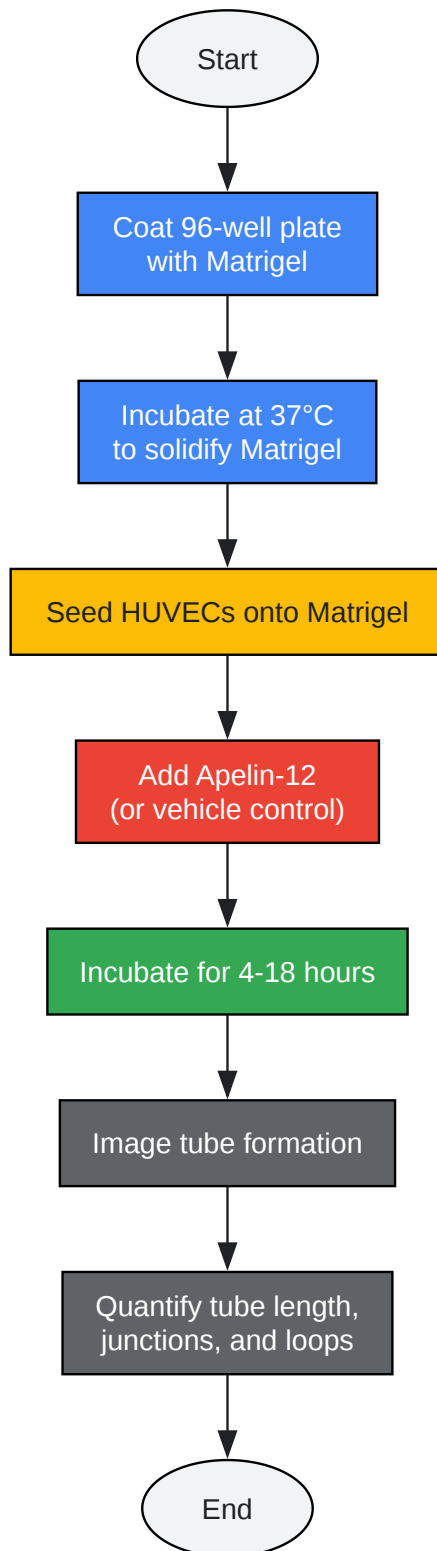 Start
Coat 96-well plate
with Matrigel
Incubate at 37°C
to solidify Matrigel
Seed HUVECs onto Matrigel
Add Apelin-12
(or vehicle control)
Incubate for 4-18 hours
Image tube formation
Quantify tube length,
junctions, and loops
End